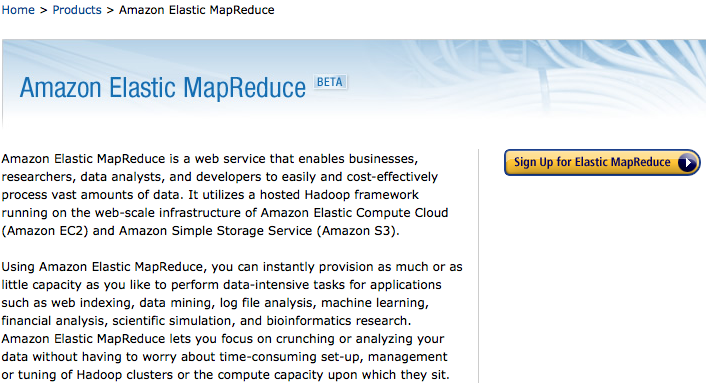 Home > Products > Amazon Elastic MapReduce
Amazon Elastic MapReduce BETA
Amazon Elastic MapReduce is a web service that enables businesses,
researchers, data analysts, and developers to easily and cost-effectively
process vast amounts of data. It utilizes a hosted Hadoop framework
running on the web-scale infrastructure of Amazon Elastic Compute Cloud
(Amazon EC2) and Amazon Simple Storage Service (Amazon S3).
Using Amazon Elastic MapReduce, you can instantly provision as much or as
little capacity as you like to perform data-intensive tasks for applications
such as web indexing, data mining, log file analysis, machine learning,
financial analysis, scientific simulation, and bioinformatics research.
Amazon Elastic MapReduce lets you focus on crunching or analyzing your
data without having to worry about time-consuming set-up, management
or tuning of Hadoop clusters or the compute capacity upon which they sit.
Sign Up for Elastic MapReduce